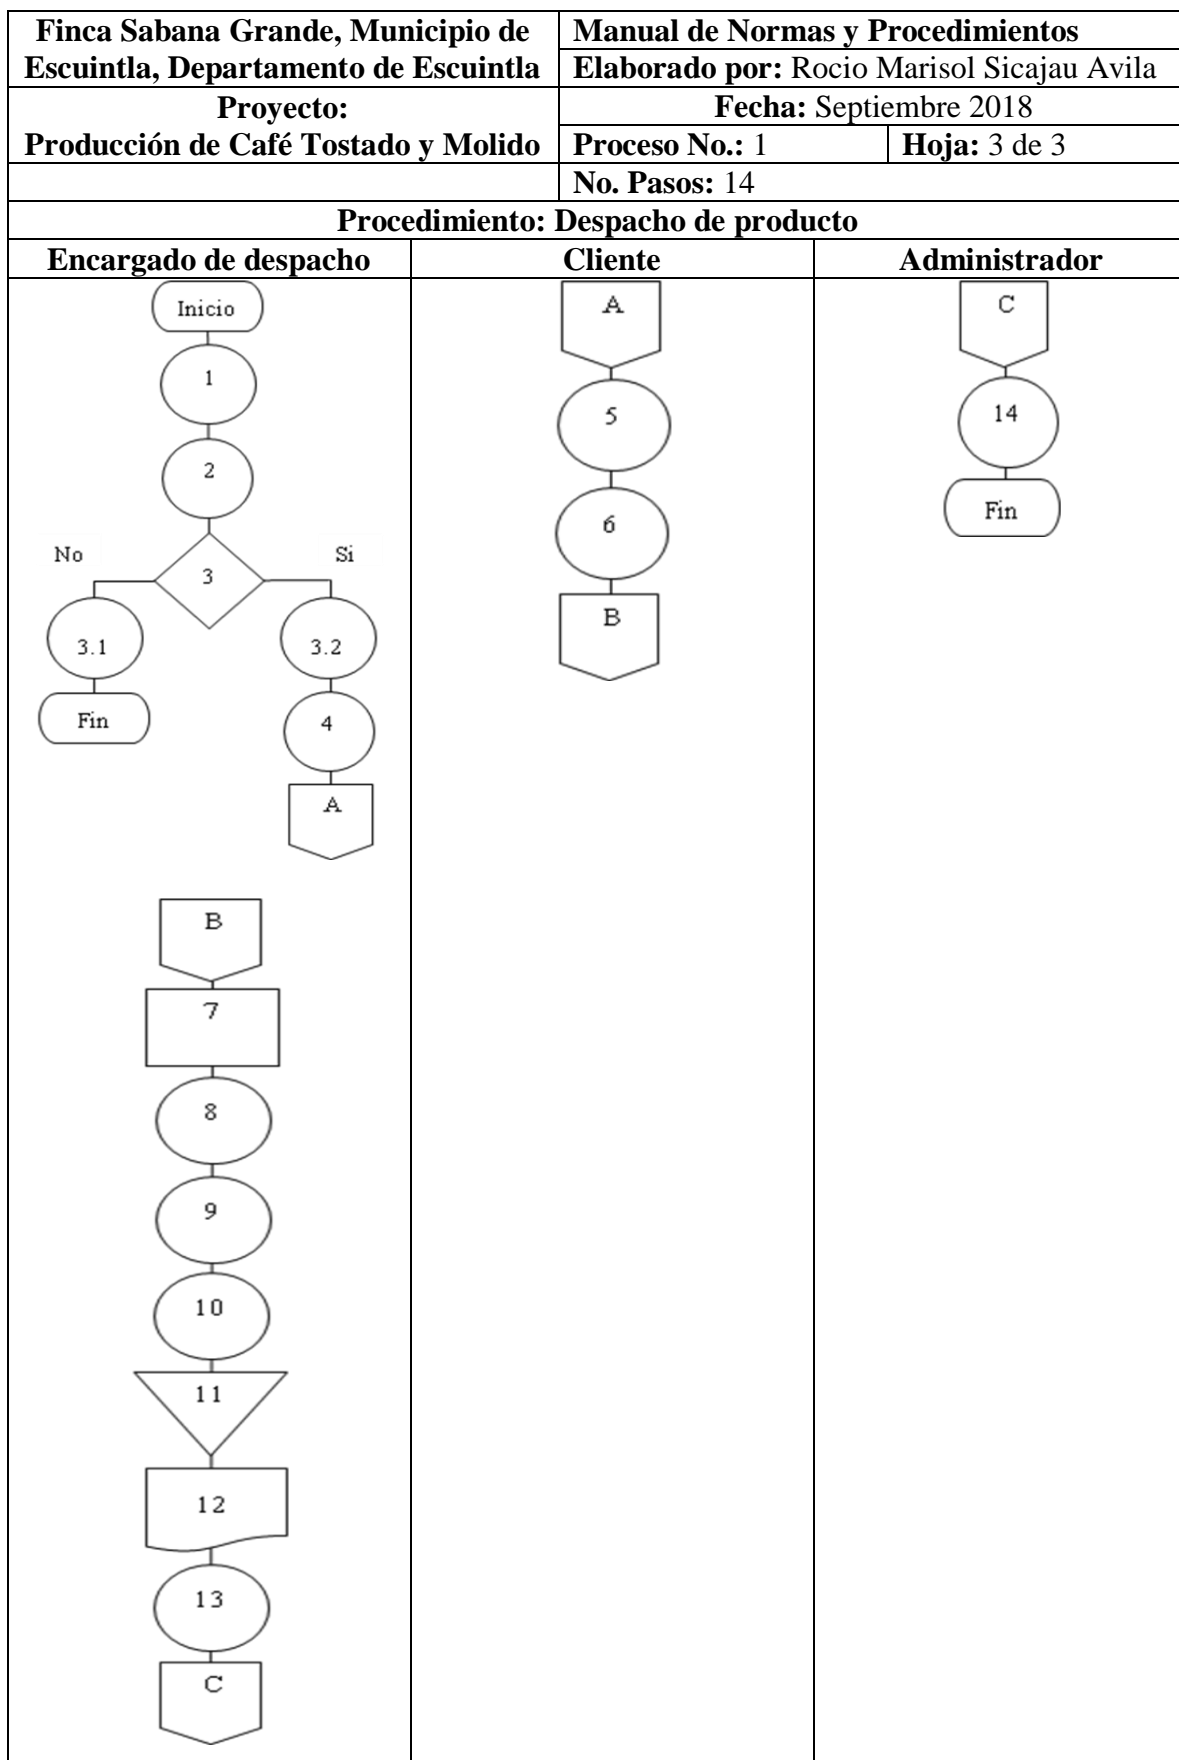 Finca Sabana Grande, Municipio de
Escuintla, Departamento de Escuintla
Manual de Normas y Procedimientos
Elaborado por: Rocio Marisol Sicajau Avila
Proyecto:
Producción de Café Tostado y Molido
Fecha: Septiembre 2018
Proceso No.: 1
Hoja: 3 de 3
No. Pasos: 14
Procedimiento: Despacho de producto
Encargado de despacho
Cliente
Administrador
Inicio
1
2
3
No
Si
3.1
3.2
Fin
4
A
B
7
8
9
10
11
12
13
C
A
5
6
B
C
14
Fin